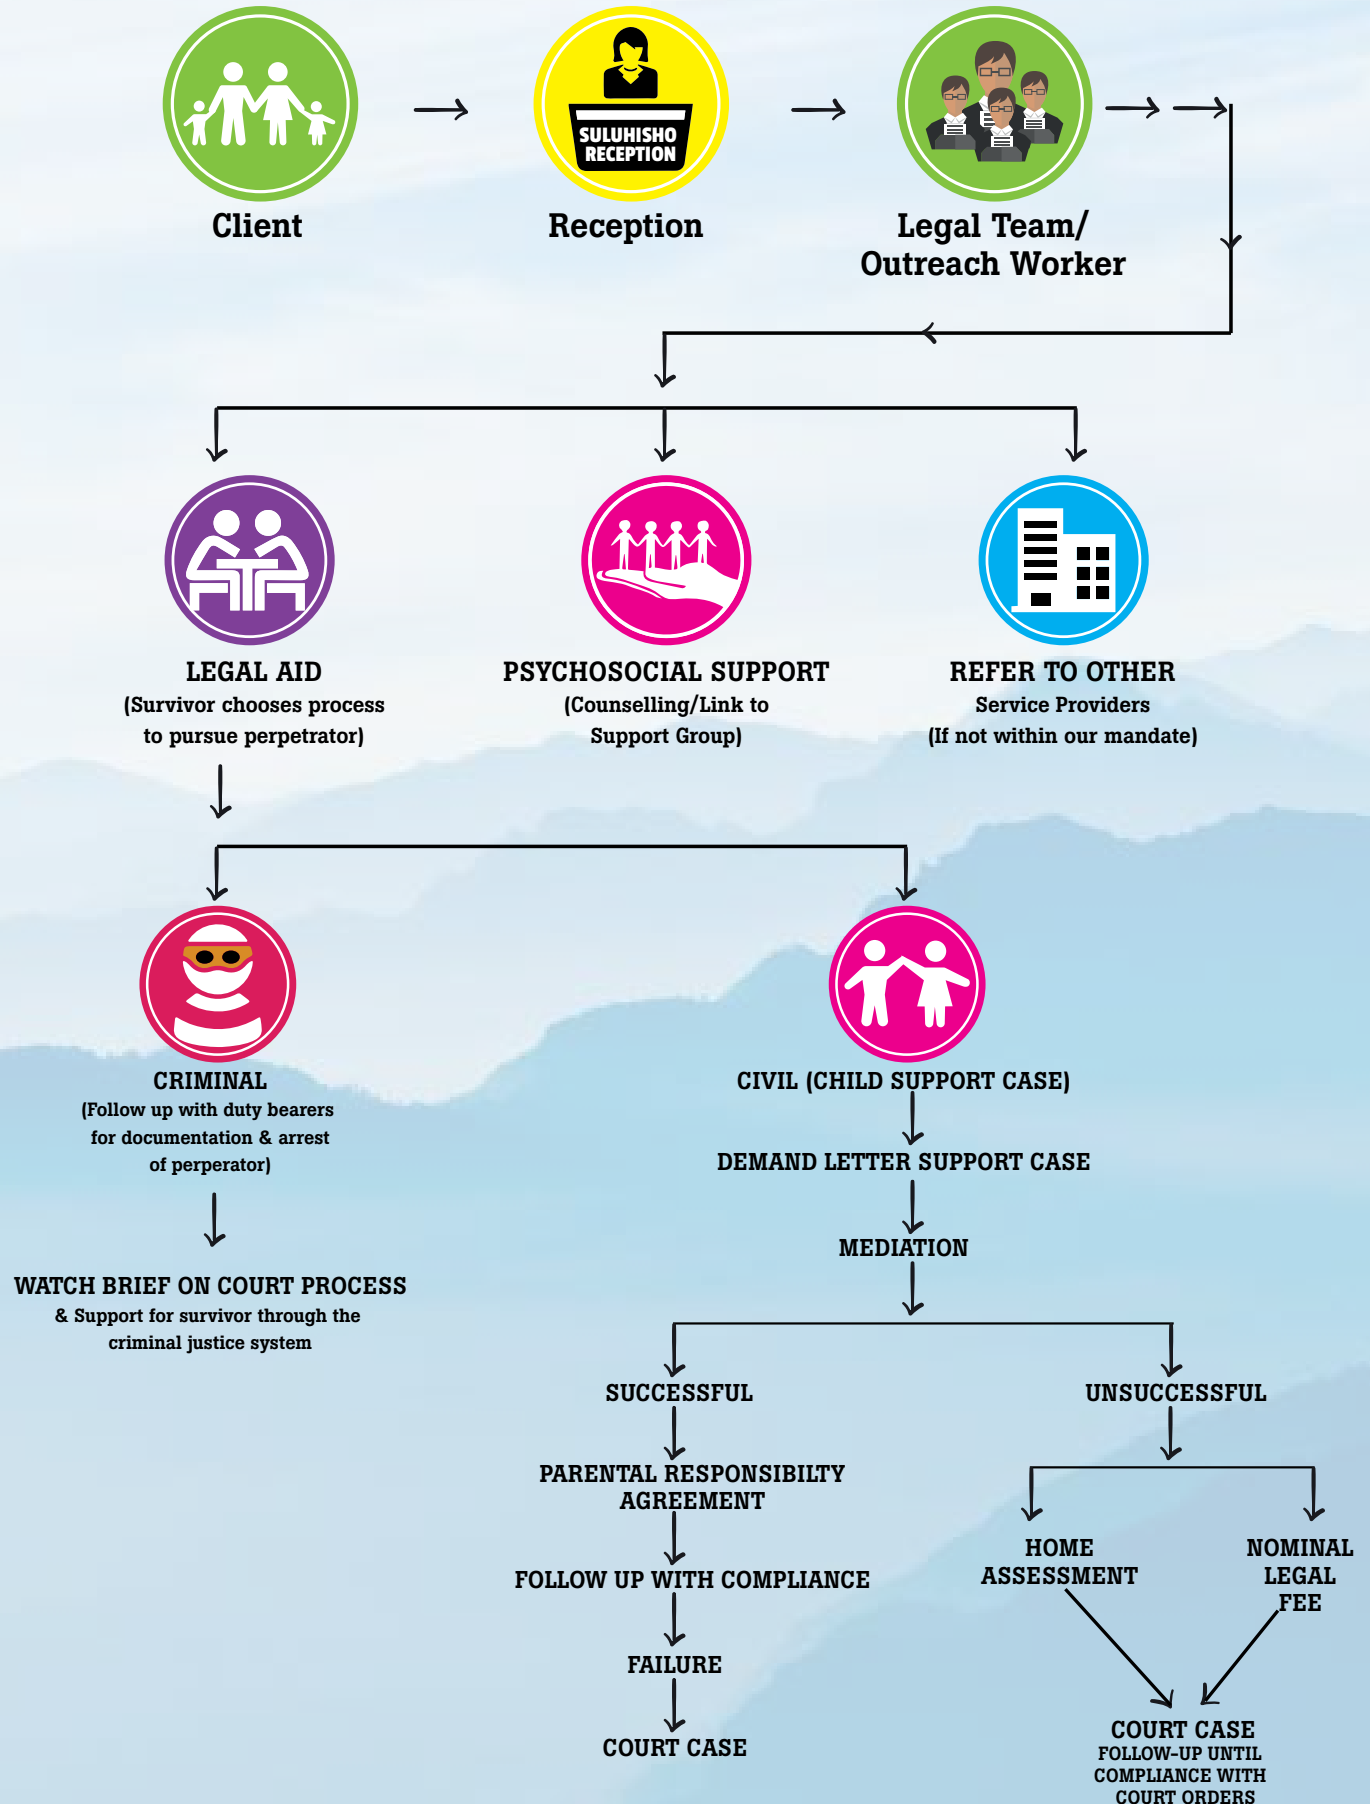 SULUHISHO
RECEPTION
Client
Reception
Legal Team/
Outreach Worker
LEGAL AID
(Survivor chooses process
to pursue perpetrator)
PSYCHOSOCIAL SUPPORT
(Counselling/Link to
Support Group)
REFER TO OTHER
Service Providers
(If not within our mandate)
CRIMINAL
(Follow up with duty bearers
for documentation & arrest
of perperator)
WATCH BRIEF ON COURT PROCESS
& Support for survivor through the
criminal justice system
CIVIL (CHILD SUPPORT CASE)
DEMAND LETTER SUPPORT CASE
MEDIATION
SUCCESSFUL
PARENTAL RESPONSIBILTY
AGREEMENT
FOLLOW UP WITH COMPLIANCE
FAILURE
COURT CASE
UNSUCCESSFUL
HOME
ASSESSMENT
NOMINAL
LEGAL
FEE
COURT CASE
FOLLOW-UP UNTIL
COMPLIANCE WITH
COURT ORDERS